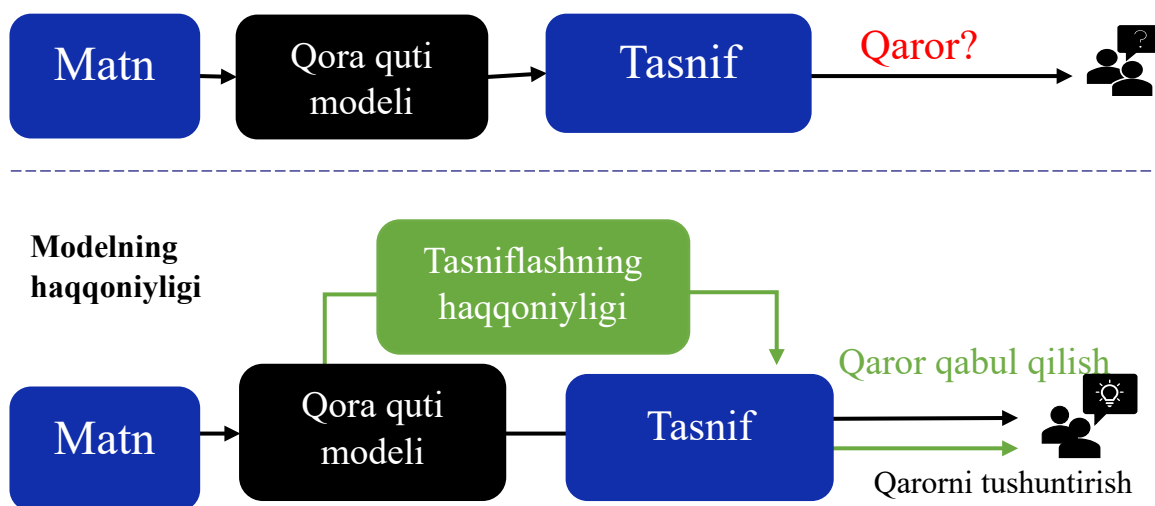 Matn
Qora quti
modeli
Tasnif
Qaror?
?
Modelning
haqqoniyligi
Tasniflashning
haqqoniyligi
Qaror qabul qilish
Matn
Qora quti
modeli
Tasnif
Qarorni tushuntirish